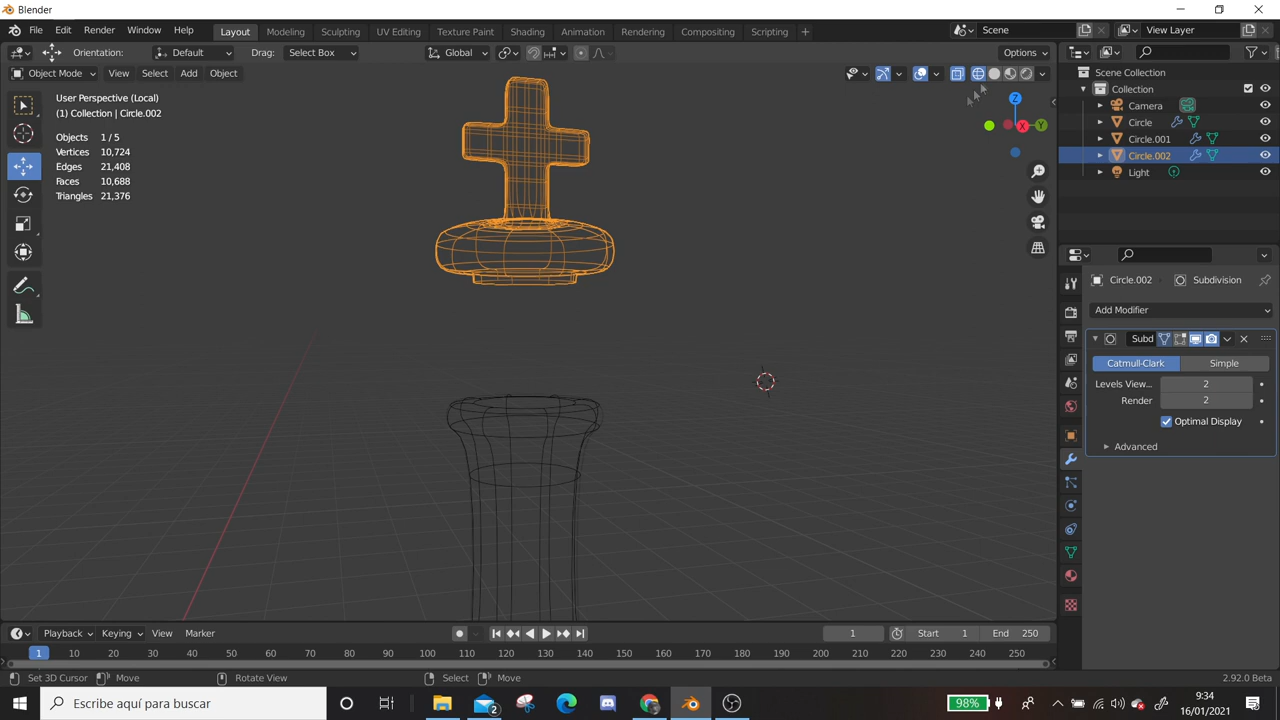 Blender
File Edit Render Window Help
Layout Modeling Sculpting UV Editing Texture Paint Shading Animation Rendering Compositing Scripting +
Scene
View Layer
Orientation: Default Drag: Select Box
Global
Options
Object Mode View Select Add Object
User Perspective (Local)
(1) Collection | Circle.002
Objects 1 / 5
Vertices 10,724
Edges 21,408
Faces 10,688
Triangles 21,376
Z
X
Y
Scene Collection
Collection
Camera
Circle
Circle.001
Circle.002
Light
Circle.002 Subdivision
Add Modifier
Subd
Catmull-Clark Simple
Levels View... 2
Render 2
Optimal Display
Advanced
Playback Keying View Marker
1
Start 1 End 250
1 10 20 30 40 50 60 70 80 90 100 110 120 130 140 150 160 170 180 190 200 210 220 230 240 250
Set 3D Cursor Move Rotate View Select Move
2.92.0 Beta
Escribe aquí para buscar
2
98%
9:34
16/01/2021